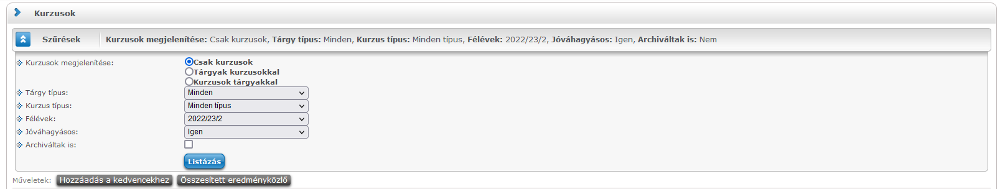 Kurzusok
Szűrések Kurzusok megjelenítése: Csak kurzusok, Tárgy típus: Minden, Kurzus típus: Minden típus, Félévek: 2022/23/2, Jóváhagyásos: Igen, Archiváltak is: Nem
Kurzusok megjelenítése: Csak kurzusok
Tárgyak kurzusokkal
Kurzusok tárgyakkal
Tárgy típus: Minden
Kurzus típus: Minden típus
Félévek: 2022/23/2
Jóváhagyásos: Igen
Archiváltak is:
Listázás
Műveletek: Hozzáadás a kedvencekhez Összesített eredményközlő